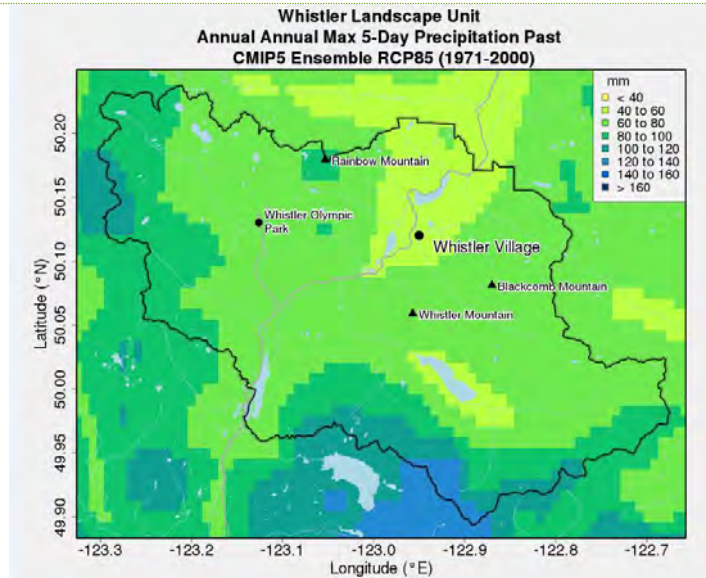 Whistler Landscape Unit
Annual Annual Max 5-Day Precipitation Past
CMIP5 Ensemble RCP85 (1971-2000)
mm
< 40
40 to 60
60 to 80
80 to 100
100 to 120
120 to 140
140 to 160
> 160
Rainbow Mountain
Whistler Olympic
Park
Whistler Village
Blackcomb Mountain
Whistler Mountain
Latitude (°N)
50.20
50.15
50.10
50.05
50.00
49.95
49.90
-123.3
-123.2
-123.1
-123.0
-122.9
-122.8
-122.7
Longitude (°E)